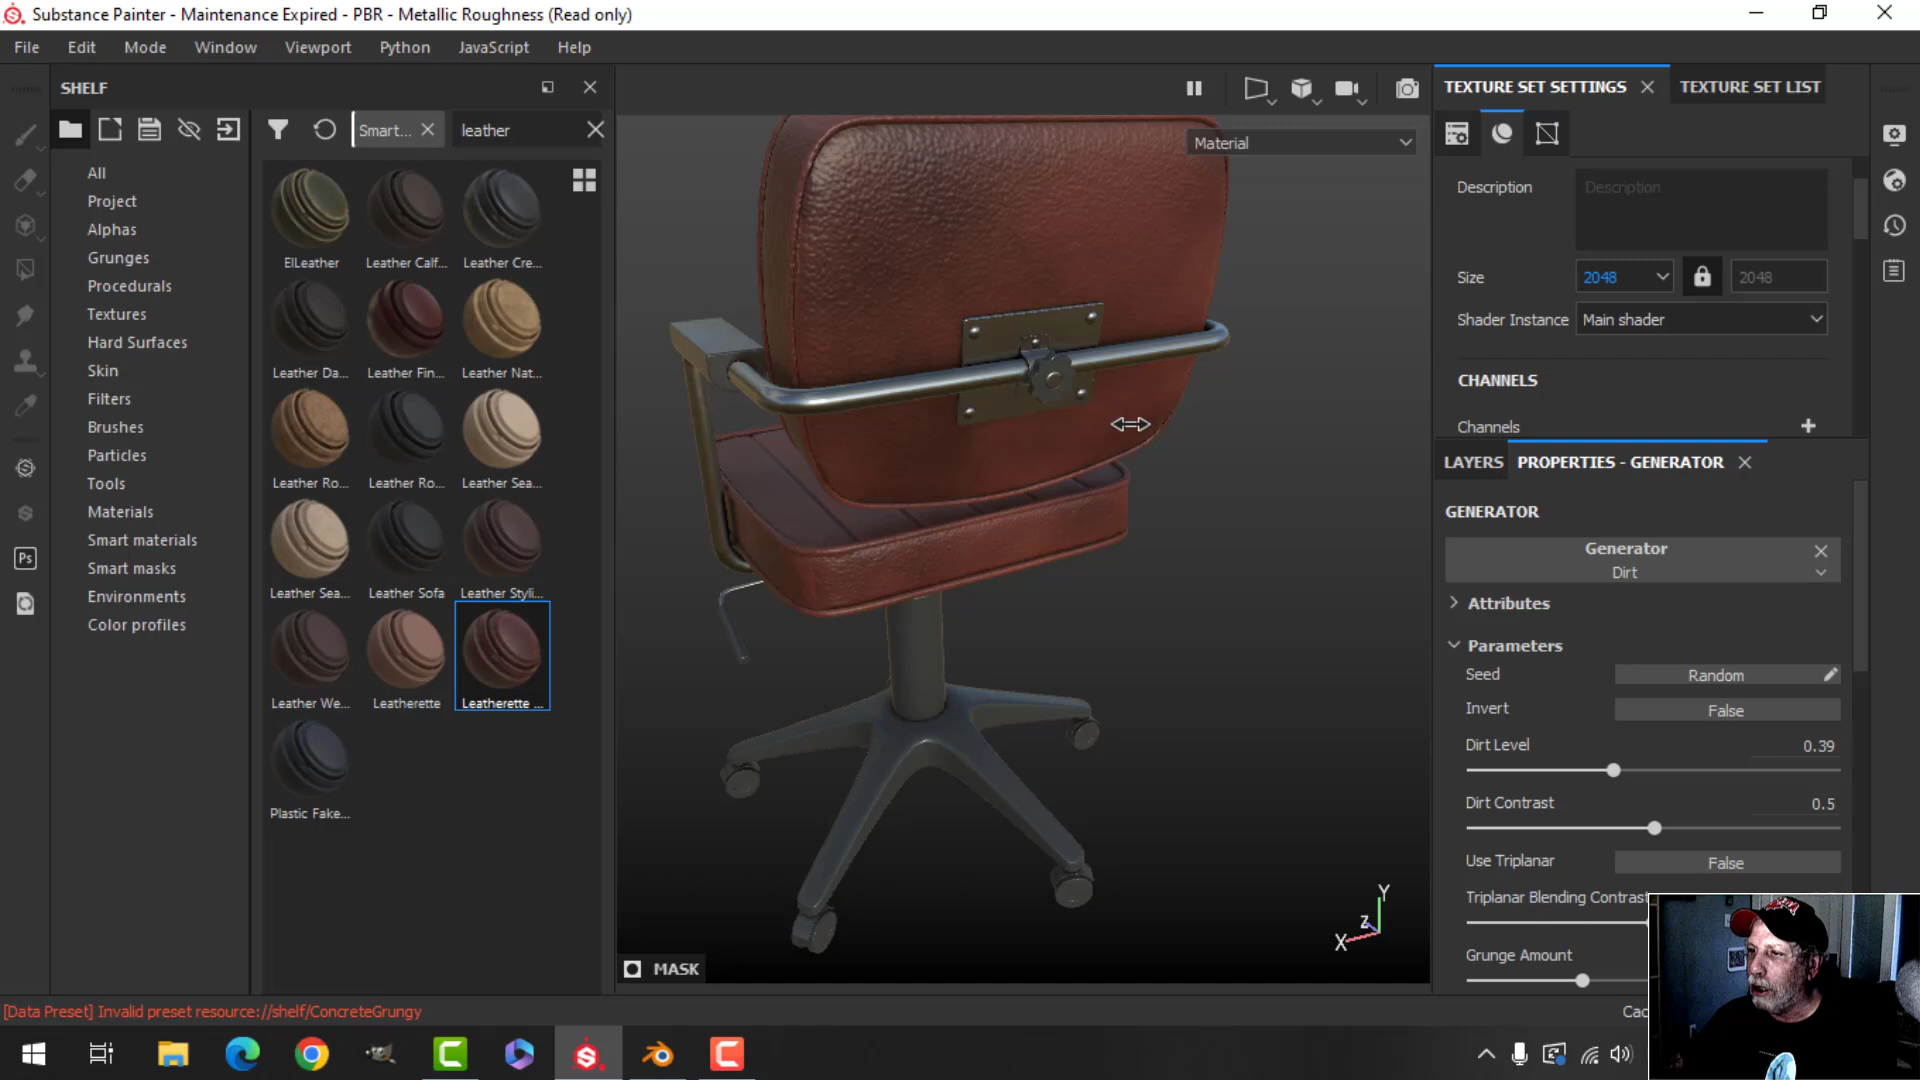 Substance Painter - Maintenance Expired - PBR - Metallic Roughness (Read only)
File Edit Mode Window Viewport Python JavaScript Help
SHELF
Smart... leather
All
Project
Alphas
Grunges
Procedurals
Textures
Hard Surfaces
Skin
Filters
Brushes
Particles
Tools
Materials
Smart materials
Smart masks
Environments
Color profiles
ElLeather Leather Calf... Leather Cre...
Leather Da... Leather Fin... Leather Nat...
Leather Ro... Leather Ro... Leather Sea...
Leather Sea... Leather Sofa Leather Styli...
Leather We... Leatherette Leatherette ...
Plastic Fake...
Ps
Material
Y
Z
X
MASK
TEXTURE SET SETTINGS TEXTURE SET LIST
Description Description
Size 2048 2048
Shader Instance Main shader
CHANNELS
Channels
LAYERS PROPERTIES - GENERATOR
GENERATOR
Generator
Dirt
Attributes
Parameters
Seed Random
Invert False
Dirt Level 0.39
Dirt Contrast 0.5
Use Triplanar False
Triplanar Blending Contrast
Grunge Amount
[Data Preset] Invalid preset resource://shelf/ConcreteGrungy
Cac